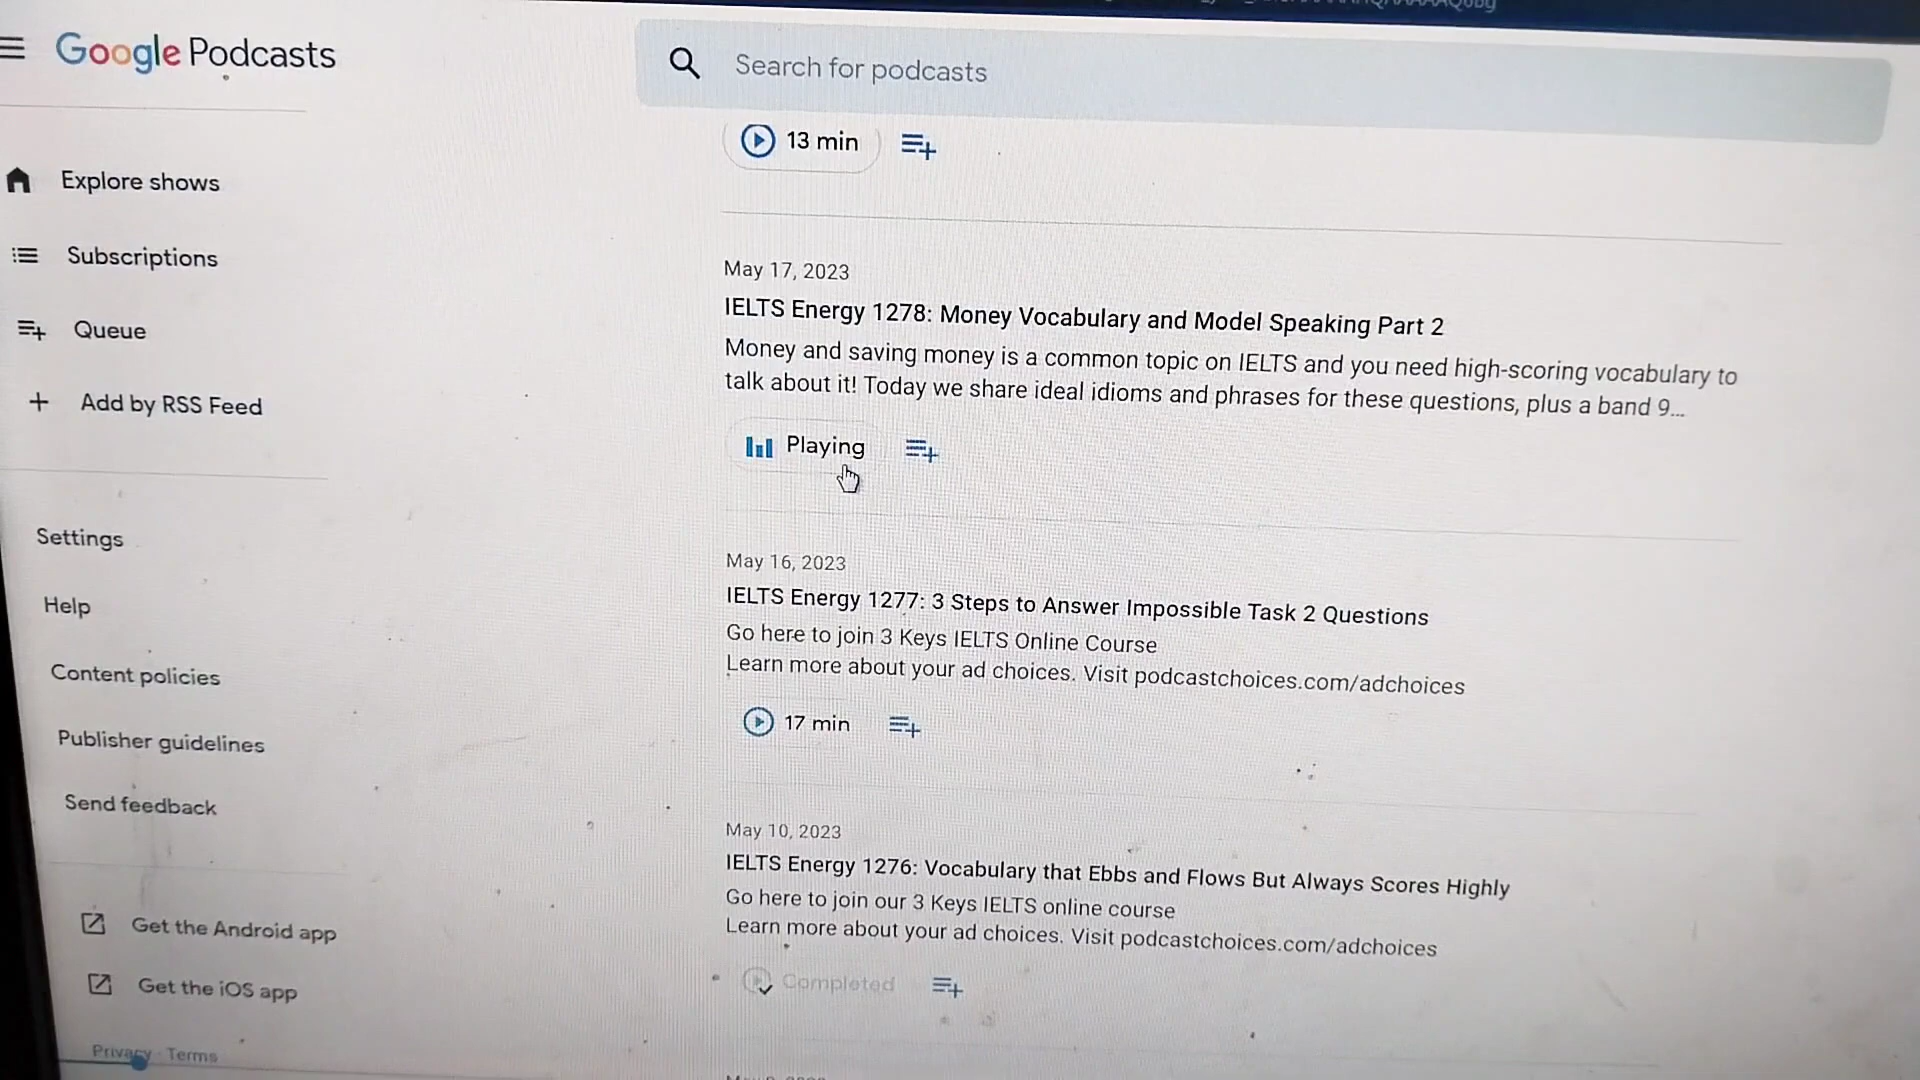 Google Podcasts
Search for podcasts
Explore shows
Subscriptions
Queue
Add by RSS Feed
Settings
Help
Content policies
Publisher guidelines
Send feedback
Get the Android app
Get the iOS app
Privacy · Terms
13 min
May 17, 2023
IELTS Energy 1278: Money Vocabulary and Model Speaking Part 2
Money and saving money is a common topic on IELTS and you need high-scoring vocabulary to
talk about it! Today we share ideal idioms and phrases for these questions, plus a band 9...
Playing
May 16, 2023
IELTS Energy 1277: 3 Steps to Answer Impossible Task 2 Questions
Go here to join 3 Keys IELTS Online Course
Learn more about your ad choices. Visit podcastchoices.com/adchoices
17 min
May 10, 2023
IELTS Energy 1276: Vocabulary that Ebbs and Flows But Always Scores Highly
Go here to join our 3 Keys IELTS online course
Learn more about your ad choices. Visit podcastchoices.com/adchoices
Completed